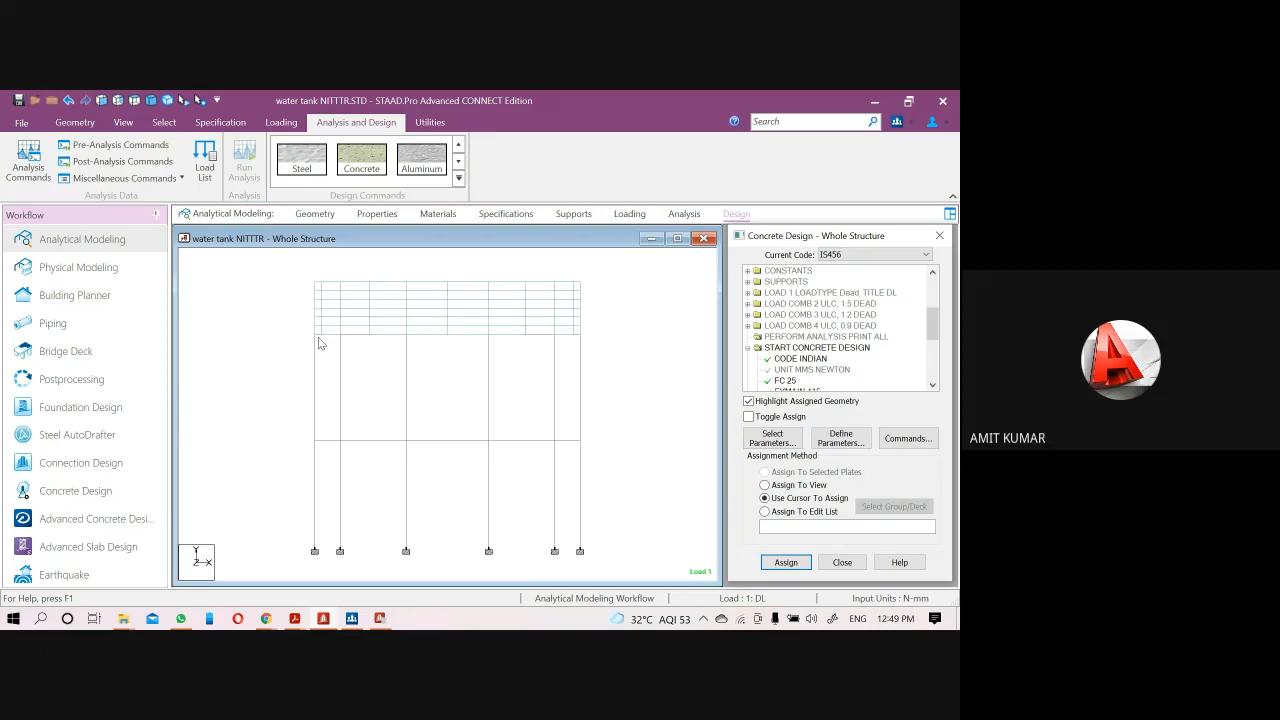 water tank NITTTR.STD - STAAD.Pro Advanced CONNECT Edition
File Geometry View Select Specification Loading Analysis and Design Utilities Search
Analysis Commands
Pre-Analysis Commands
Post-Analysis Commands
Miscellaneous Commands
Load List
Run Analysis
Steel Concrete Aluminum
Analysis Data Analysis Design Commands
Workflow
Analytical Modeling: Geometry Properties Materials Specifications Supports Loading Analysis Design
Analytical Modeling
Physical Modeling
Building Planner
Piping
Bridge Deck
Postprocessing
Foundation Design
Steel AutoDrafter
Connection Design
Concrete Design
Advanced Concrete Desi...
Advanced Slab Design
Earthquake
water tank NITTTR - Whole Structure
Y
Z X
Load 1
Concrete Design - Whole Structure
Current Code: IS456
CONSTANTS
SUPPORTS
LOAD 1 LOADTYPE Dead TITLE DL
LOAD COMB 2 ULC, 1.5 DEAD
LOAD COMB 3 ULC, 1.2 DEAD
LOAD COMB 4 ULC, 0.9 DEAD
PERFORM ANALYSIS PRINT ALL
START CONCRETE DESIGN
CODE INDIAN
UNIT MMS NEWTON
FC 25
Highlight Assigned Geometry
Toggle Assign
Select Parameters...
Define Parameters...
Commands...
Assignment Method
Assign To Selected Plates
Assign To View
Use Cursor To Assign
Select Group/Deck
Assign To Edit List
Assign Close Help
For Help, press F1
Analytical Modeling Workflow
Load : 1: DL
Input Units : N-mm
32°C AQI 53
ENG
12:49 PM
AMIT KUMAR